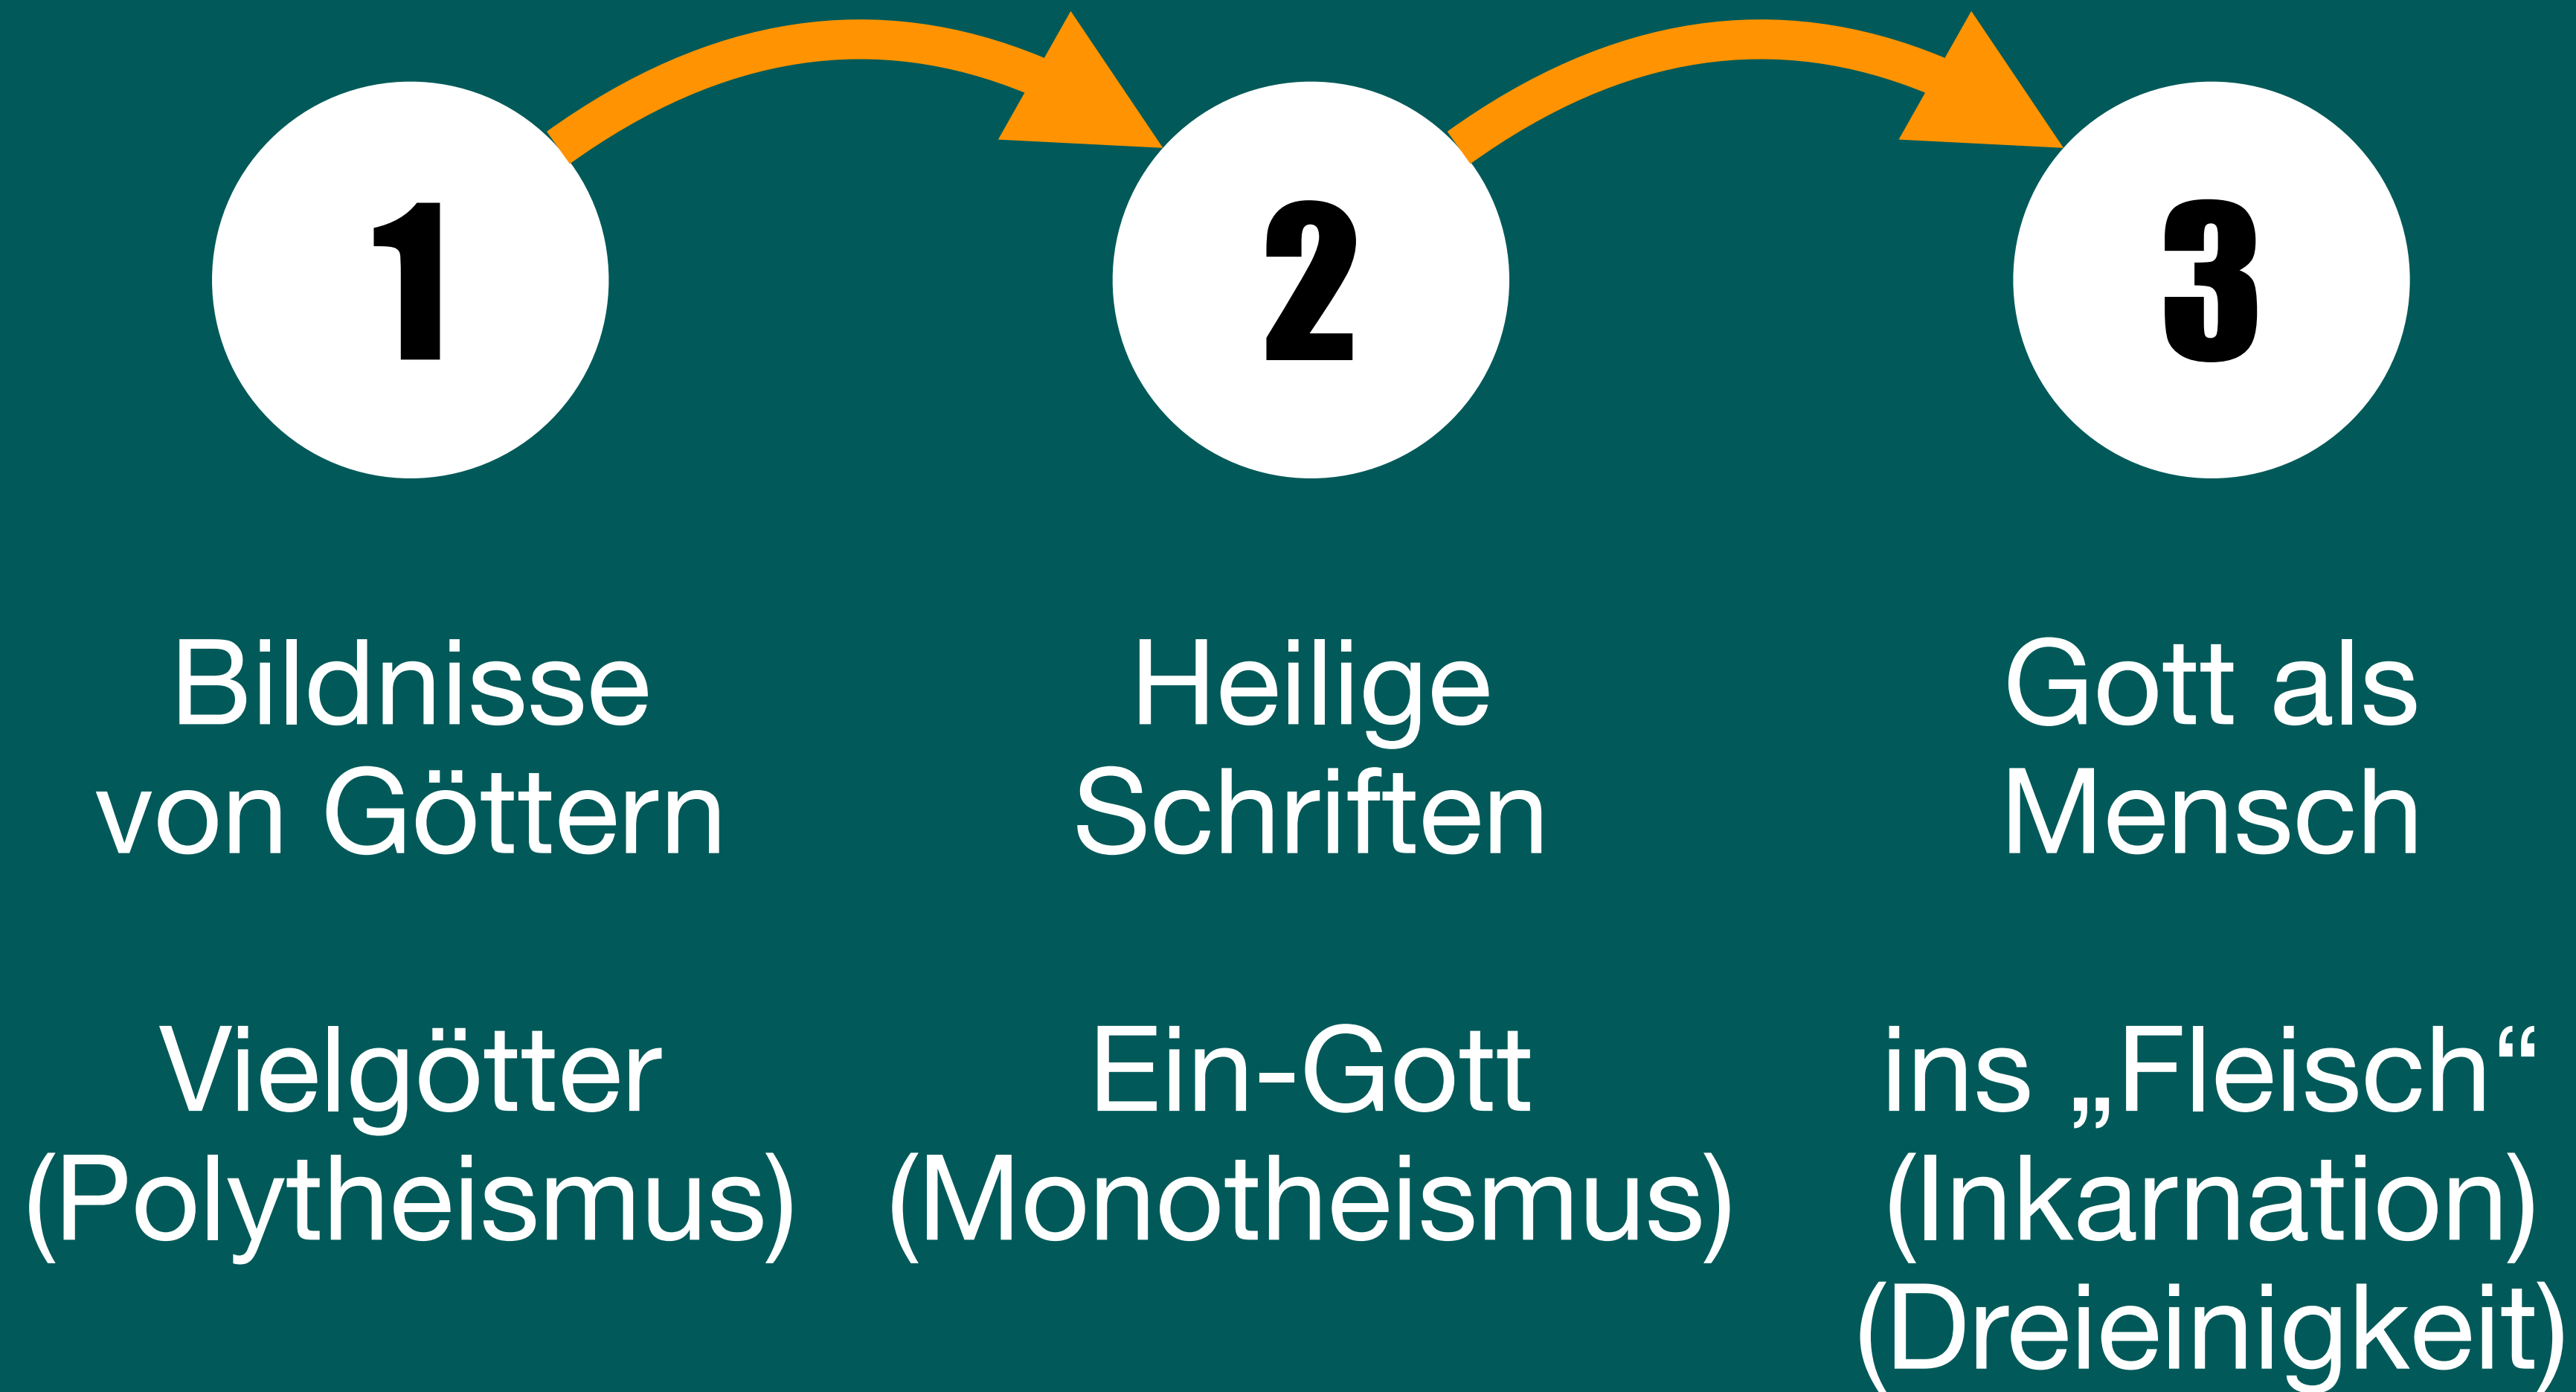 1
2
3
Bildnisse
von Göttern
Vielgötter
(Polytheismus)
Heilige
Schriften
Ein-Gott
(Monotheismus)
Gott als
Mensch
ins „Fleisch“
(Inkarnation)
(Dreieinigkeit)